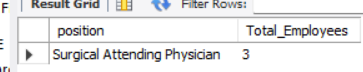 F Result Grid Filter Rows:
position Total_Employees
E
Surgical Attending Physician 3